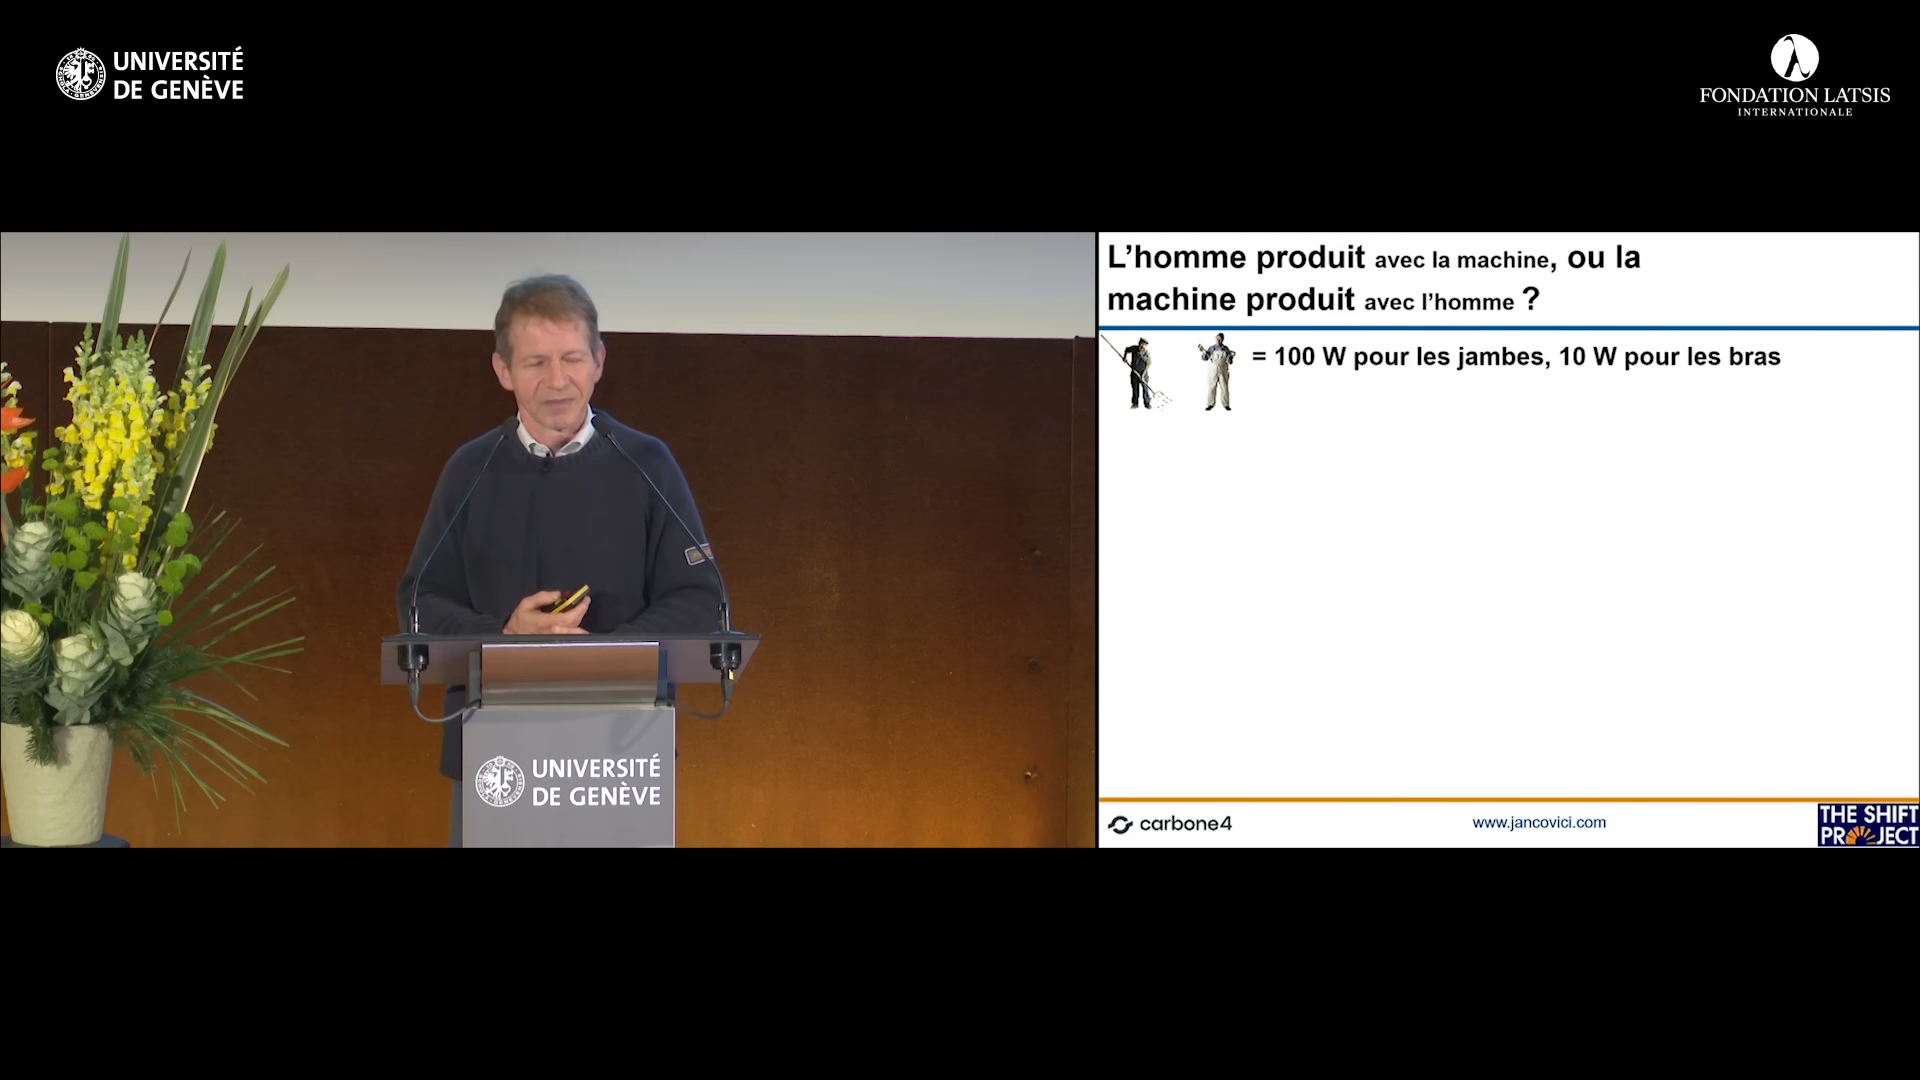 UNIVERSITÉ
DE GENÈVE
FONDATION LATSIS
INTERNATIONALE
L’homme produit avec la machine, ou la
machine produit avec l’homme ?
= 100 W pour les jambes, 10 W pour les bras
UNIVERSITÉ
DE GENÈVE
carbone4
www.jancovici.com
THE SHIFT
PROJECT